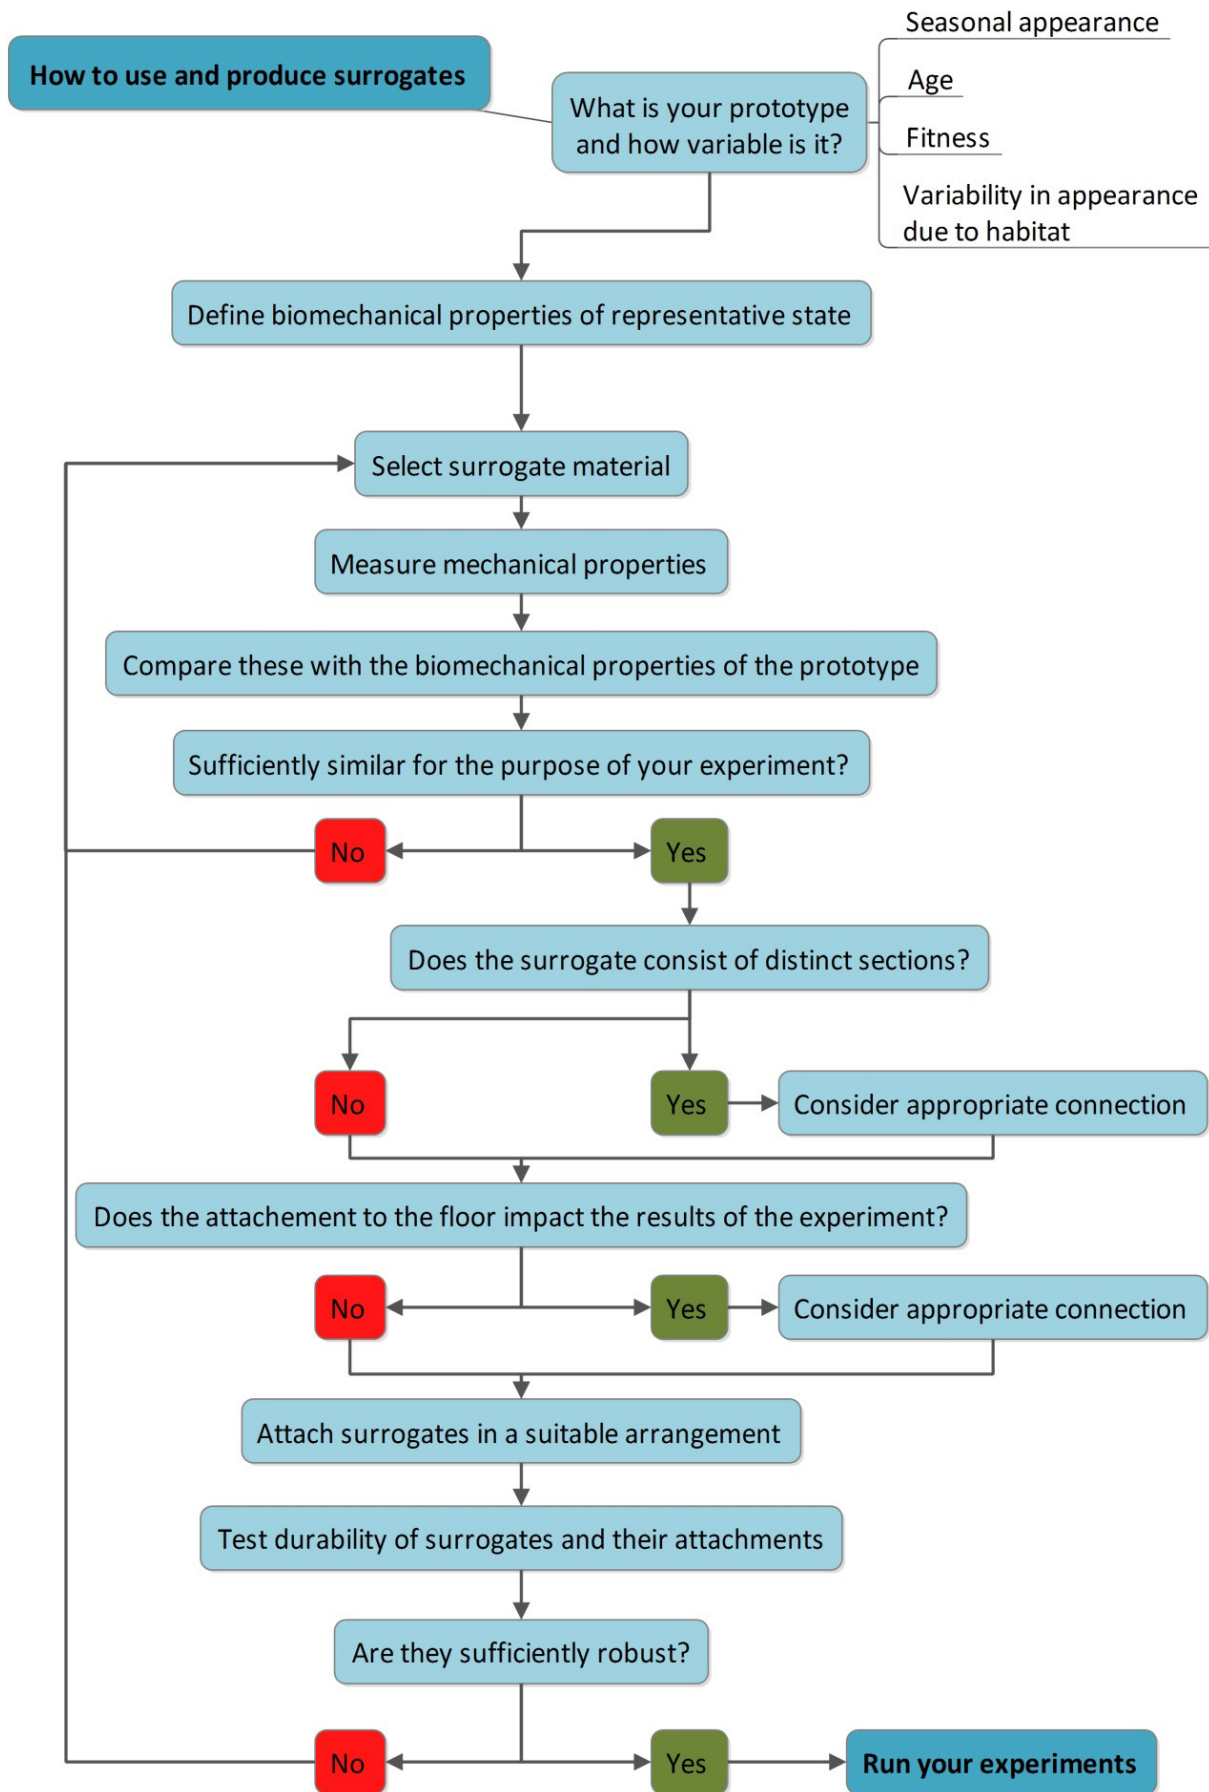 Seasonal appearance
How to use and produce surrogates
Age
What is your prototype
and how variable is it?
Fitness
Variability in appearance
due to habitat
Define biomechanical properties of representative state
Select surrogate material
Measure mechanical properties
Compare these with the biomechanical properties of the prototype
Sufficiently similar for the purpose of your experiment?
No
Yes
Does the surrogate consist of distinct sections?
No
Yes
Consider appropriate connection
Does the attachement to the floor impact the results of the experiment?
No
Yes
Consider appropriate connection
Attach surrogates in a suitable arrangement
Test durability of surrogates and their attachments
Are they sufficiently robust?
No
Yes
Run your experiments